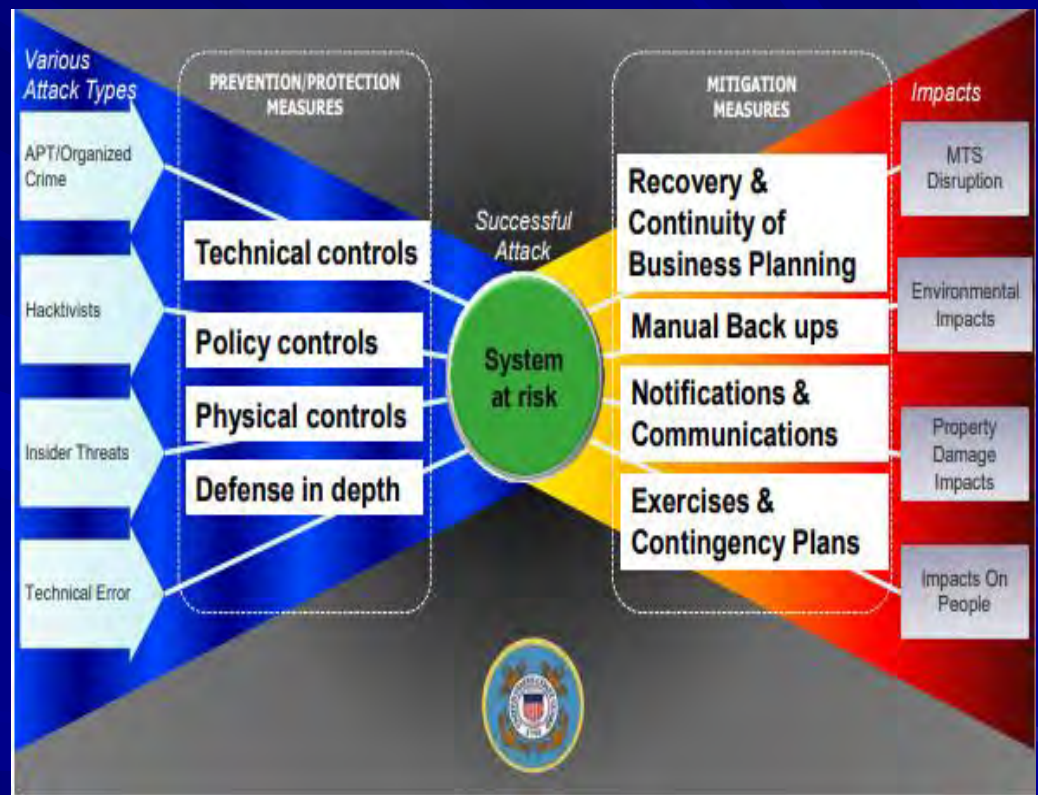 Various
Attack Types
PREVENTION/PROTECTION
MEASURES
MITIGATION
MEASURES
Impacts
APT/Organized
Crime
Hacktivists
Insider Threats
Technical Error
Technical controls
Policy controls
Physical controls
Defense in depth
Successful
Attack
System
at risk
Recovery &
Continuity of
Business Planning
Manual Back ups
Notifications &
Communications
Exercises &
Contingency Plans
MTS
Disruption
Environmental
Impacts
Property
Damage
Impacts
Impacts On
People